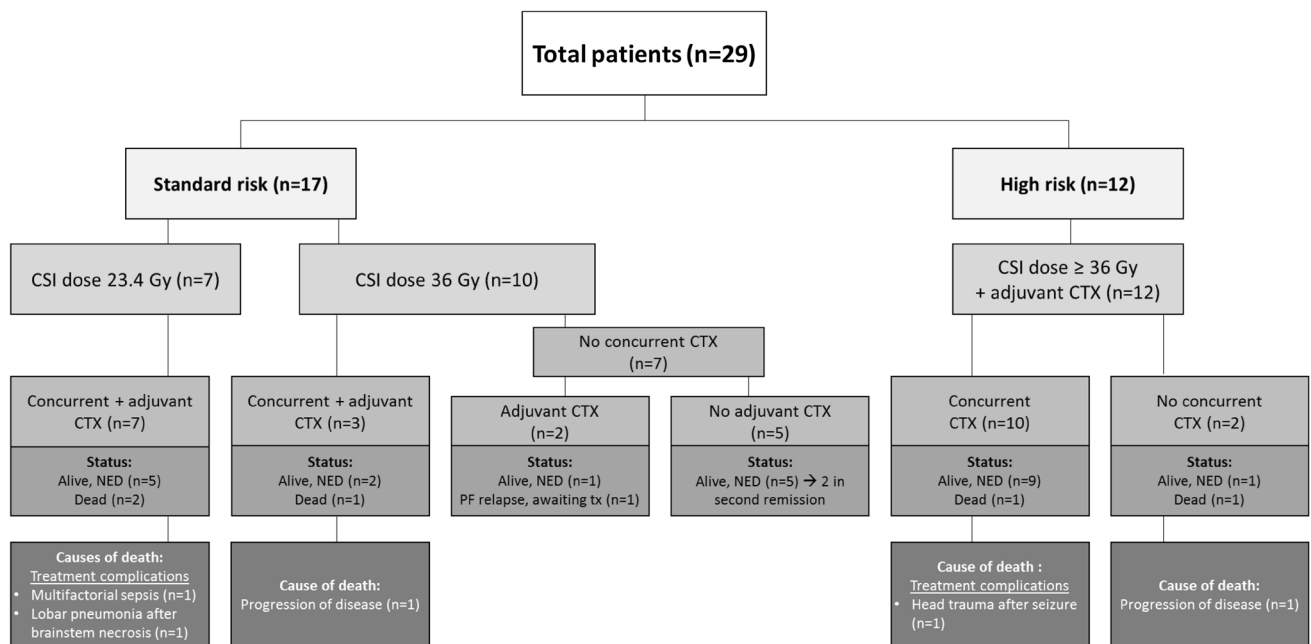 Total patients (n=29)
Standard risk (n=17)
High risk (n=12)
CSI dose 23.4 Gy (n=7)
CSI dose 36 Gy (n=10)
CSI dose ≥ 36 Gy
+ adjuvant CTX (n=12)
No concurrent CTX
(n=7)
Concurrent + adjuvant
CTX (n=7)
Status:
Alive, NED (n=5)
Dead (n=2)
Concurrent + adjuvant
CTX (n=3)
Status:
Alive, NED (n=2)
Dead (n=1)
Adjuvant CTX
(n=2)
Status:
Alive, NED (n=1)
PF relapse, awaiting tx (n=1)
No adjuvant CTX
(n=5)
Status:
Alive, NED (n=5) → 2 in
second remission
Concurrent
CTX (n=10)
Status:
Alive, NED (n=9)
Dead (n=1)
No concurrent
CTX (n=2)
Status:
Alive, NED (n=1)
Dead (n=1)
Causes of death:
Treatment complications
• Multifactorial sepsis (n=1)
• Lobar pneumonia after
brainstem necrosis (n=1)
Cause of death:
Progression of disease (n=1)
Cause of death :
Treatment complications
• Head trauma after seizure
(n=1)
Cause of death:
Progression of disease (n=1)